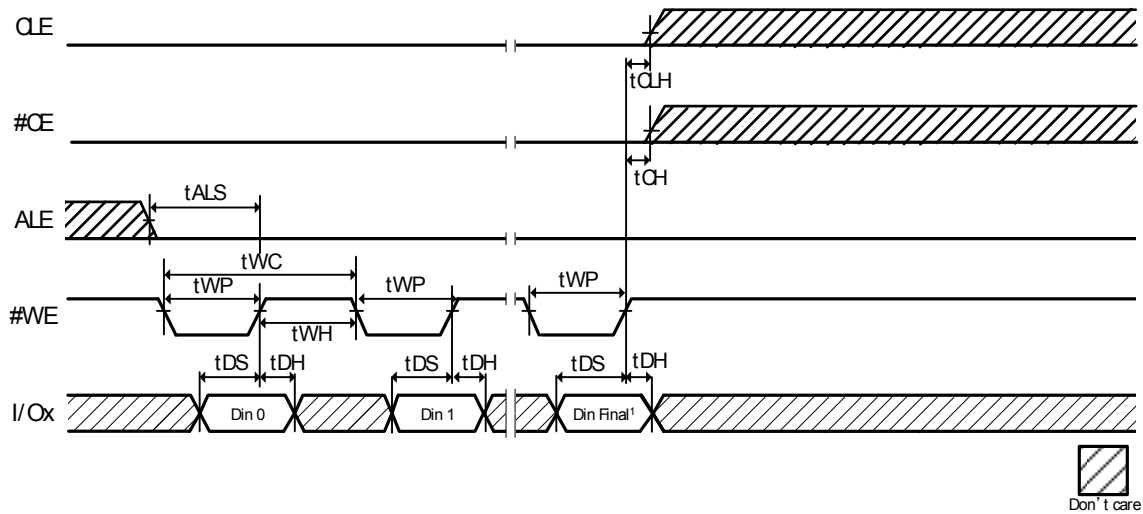 CLE
tCLH
#CE
tCH
tALS
ALE
tWC
tWP
tWP
tWP
#WE
tWH
tDS
tDH
tDS
tDH
tDS
tDH
I/Ox
Din 0
Din 1
Din Final¹
Don't care